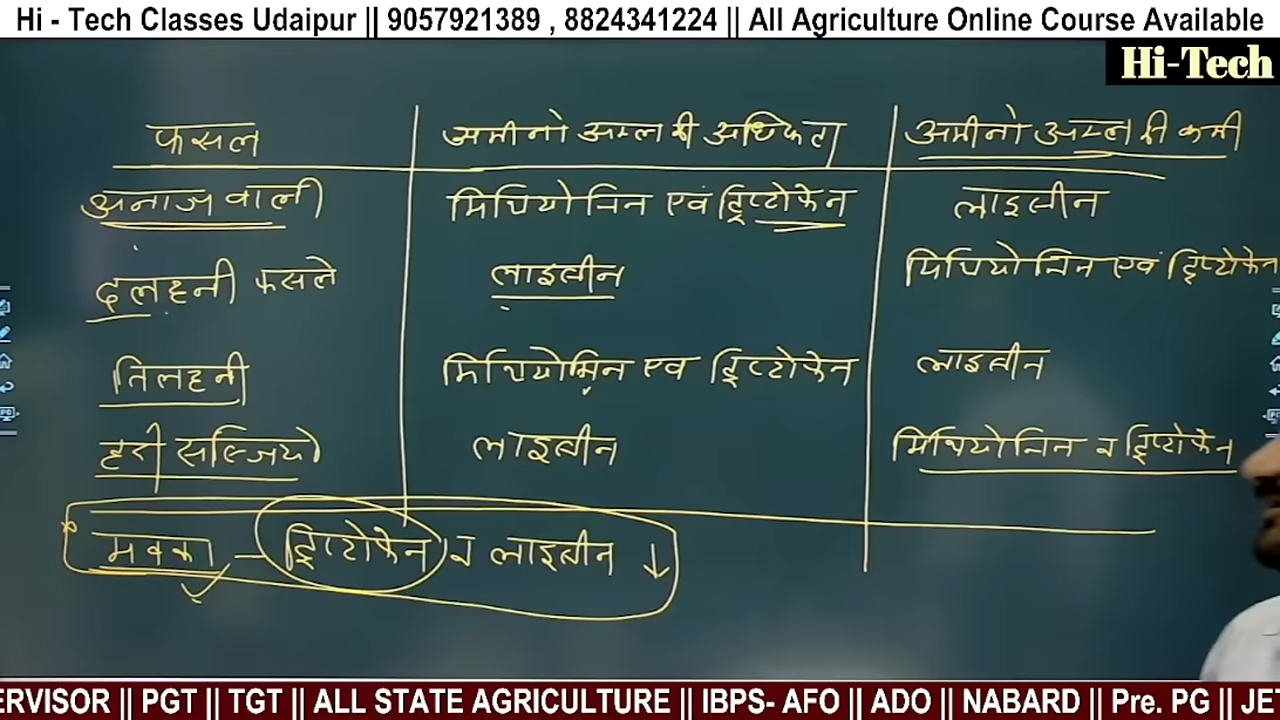 Hi - Tech Classes Udaipur || 9057921389 , 8824341224 || All Agriculture Online Course Available
Hi-Tech
फसल अमीनो अम्ल की अधिकता अमीनो अम्ल की कमी
अनाज वाली मिथियोनिन एवं ट्रिप्टोफेन लाइसीन
दलहनी फसले लाइसीन मिथियोनिन एवं ट्रिप्टोफेन
तिलहनी मिथियोनिन एव ट्रिप्टोफेन लाइसीन
हरी सब्जियो लाइसीन मिथियोनिन व ट्रिप्टोफेन
मक्का – ट्रिप्टोफेन व लाइसीन ↓
ERVISOR || PGT || TGT || ALL STATE AGRICULTURE || IBPS- AFO || ADO || NABARD || Pre. PG || JET